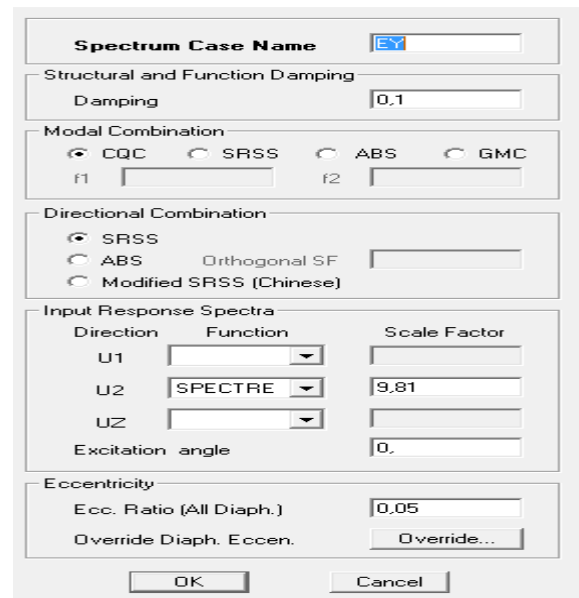 Spectrum Case Name EY
Structural and Function Damping
Damping 0,1
Modal Combination
CQC SRSS ABS GMC
f1 f2
Directional Combination
SRSS
ABS Orthogonal SF
Modified SRSS (Chinese)
Input Response Spectra
Direction Function Scale Factor
U1
U2 SPECTRE 9,81
UZ
Excitation angle 0,
Eccentricity
Ecc. Ratio (All Diaph.) 0,05
Override Diaph. Eccen. Override...
OK Cancel